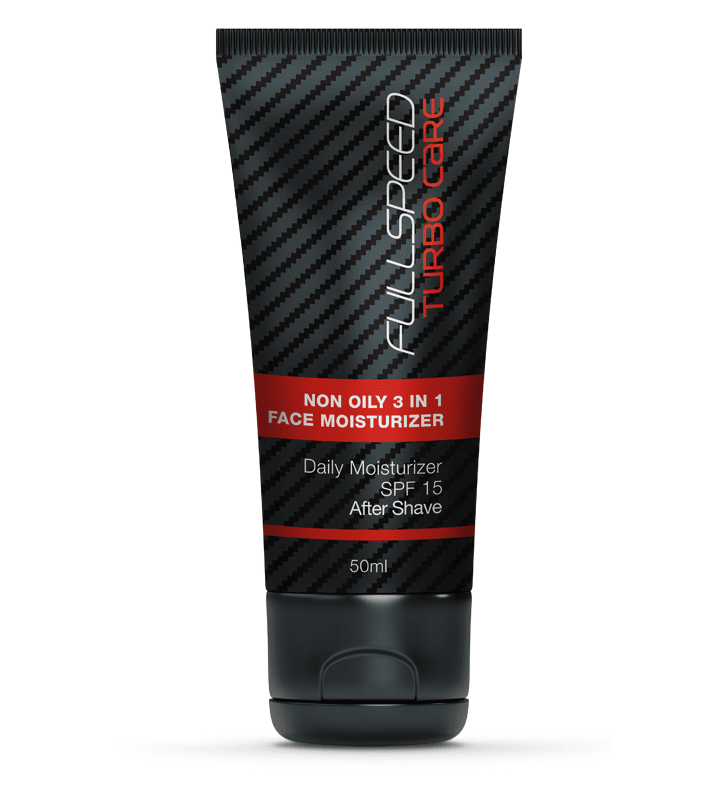 FULLSPEED
TURBO CARE
NON OILY 3 IN 1
FACE MOISTURIZER
Daily Moisturizer
SPF 15
After Shave
50ml